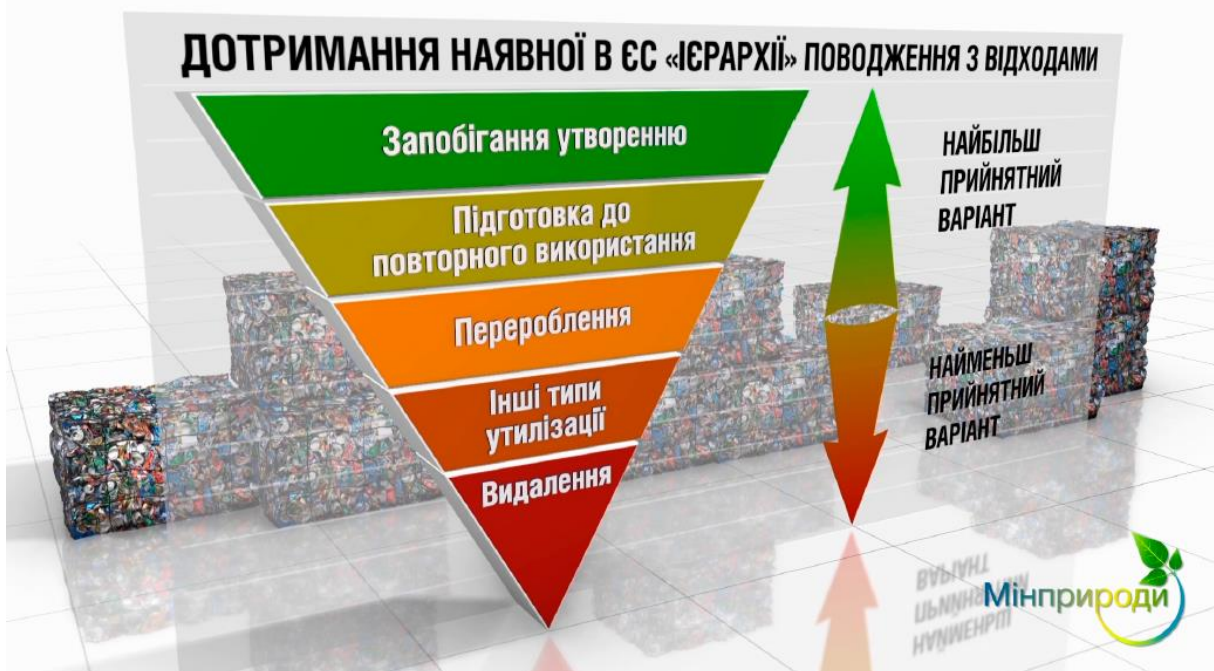 ДОТРИМАННЯ НАЯВНОЇ В ЄС «ІЄРАРХІЇ» ПОВОДЖЕННЯ З ВІДХОДАМИ
Запобігання утворенню
Підготовка до
повторного використання
Перероблення
Інші типи
утилізації
Видалення
НАЙБІЛЬШ
ПРИЙНЯТНИЙ
ВАРІАНТ
НАЙМЕНЬШ
ПРИЙНЯТНИЙ
ВАРІАНТ
Мінприроди